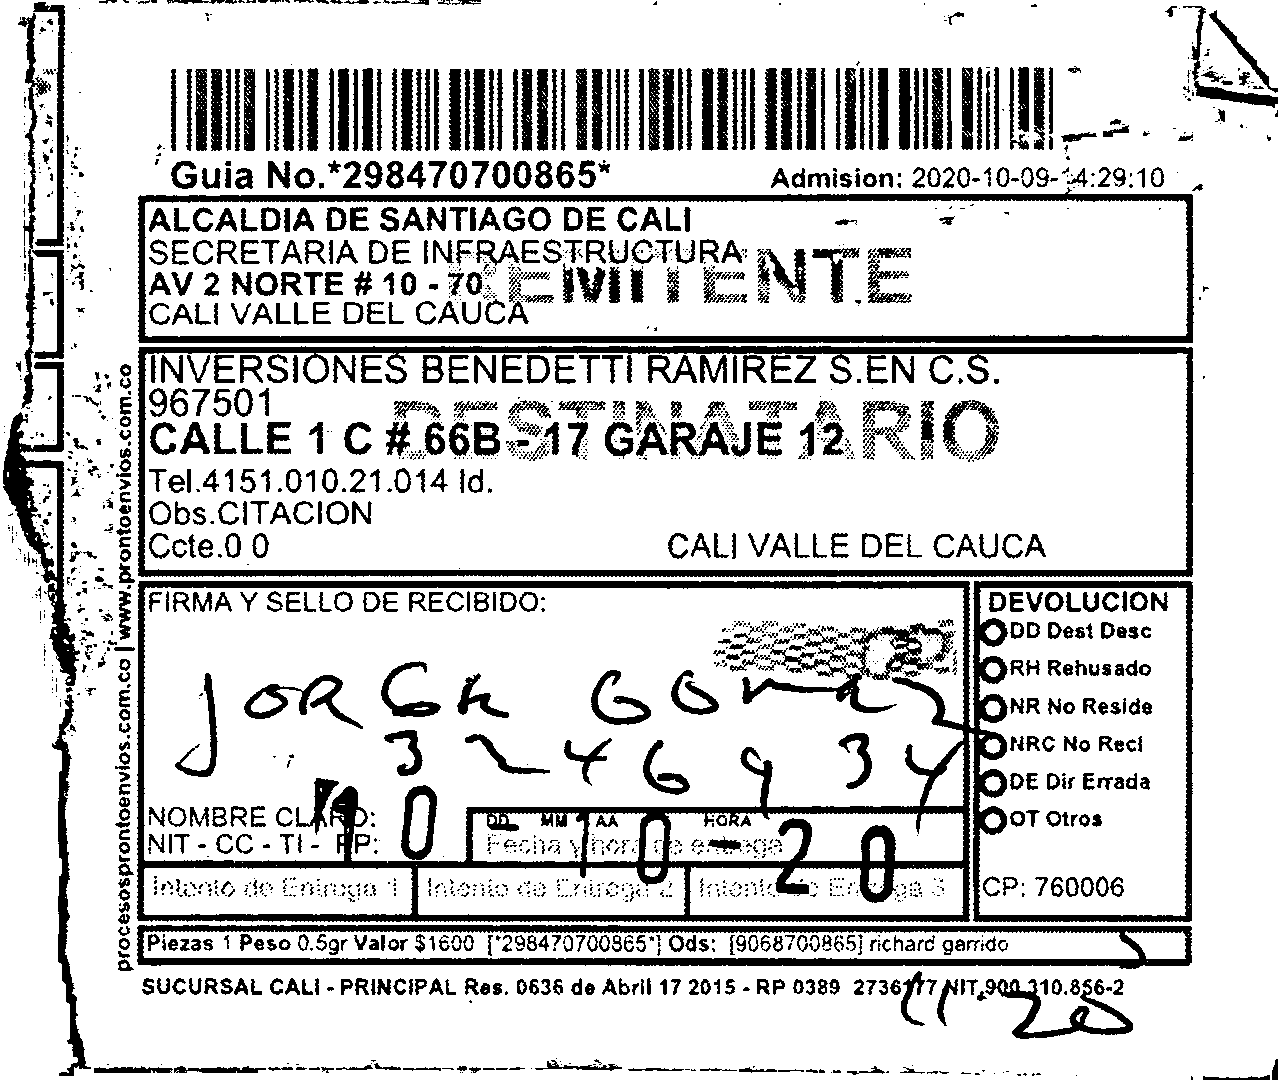 Guia No.*298470700865*
Admision: 2020-10-09-14:29:10
ALCALDIA DE SANTIAGO DE CALI
SECRETARIA DE INFRAESTRUCTURA
AV 2 NORTE # 10 - 70
CALI VALLE DEL CAUCA
REMITENTE
INVERSIONES BENEDETTI RAMIREZ S.EN C.S.
967501
DESTINATARIO
CALLE 1 C # 66B - 17 GARAJE 12
Tel.4151.010.21.014 Id.
Obs.CITACION
Ccte.0 0
CALI VALLE DEL CAUCA
procesosprontoenvios.com.co | www.prontoenvios.com.co
FIRMA Y SELLO DE RECIBIDO:
JORGE GOMEZ
3246934
NOMBRE CLARO:
NIT - CC - TI - PP:
DD MM AA HORA
Fecha y hora de entrega
10 10 - 20
Intento de Entrega 1
Intento de Entrega 2
Intento de Entrega 3
DEVOLUCION
DD Dest Desc
RH Rehusado
NR No Reside
NRC No Recl
DE Dir Errada
OT Otros
CP: 760006
Piezas 1 Peso 0.5gr Valor $1600 [*298470700865*] Ods: [9068700865] richard garrido
SUCURSAL CALI - PRINCIPAL Res. 0636 de Abril 17 2015 - RP 0389 2736177 NIT.900.310.856-2
11-20